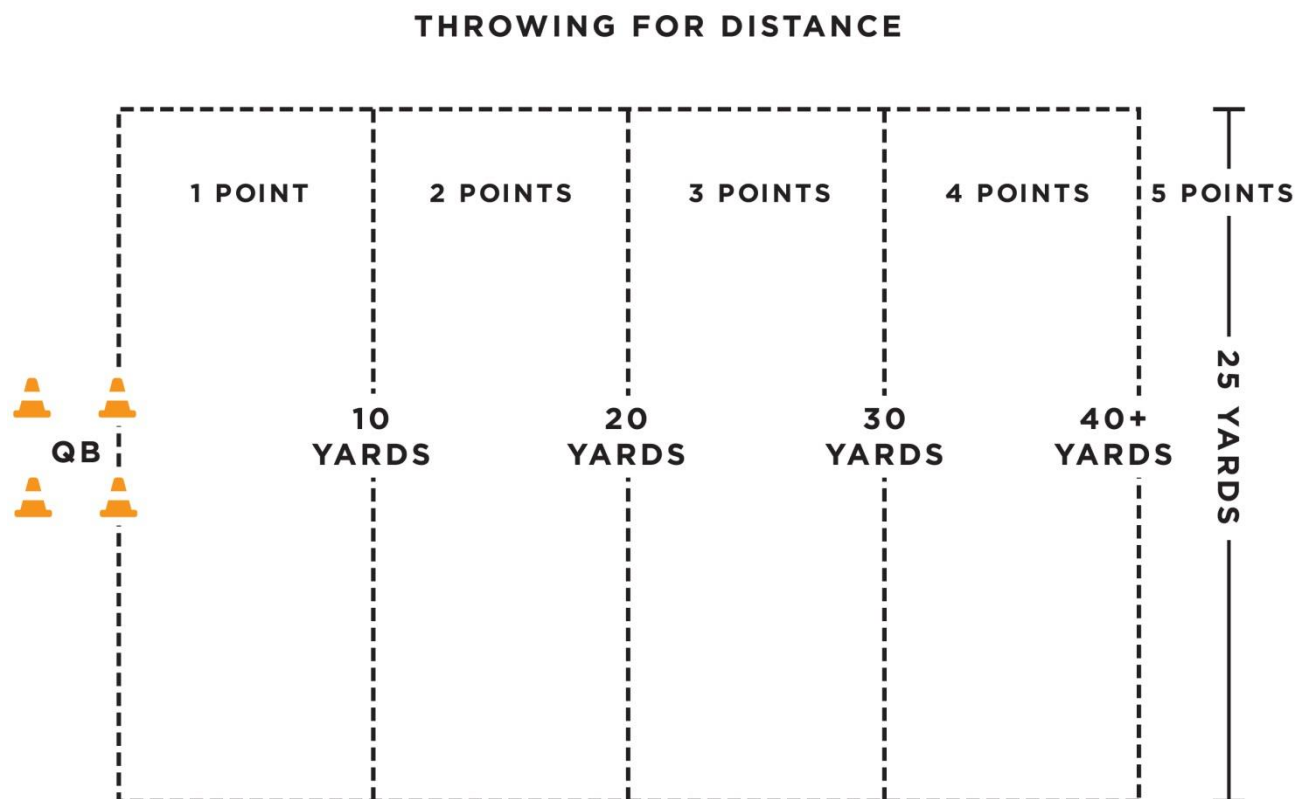 THROWING FOR DISTANCE
1 POINT
2 POINTS
3 POINTS
4 POINTS
5 POINTS
QB
10
YARDS
20
YARDS
30
YARDS
40+
YARDS
25 YARDS